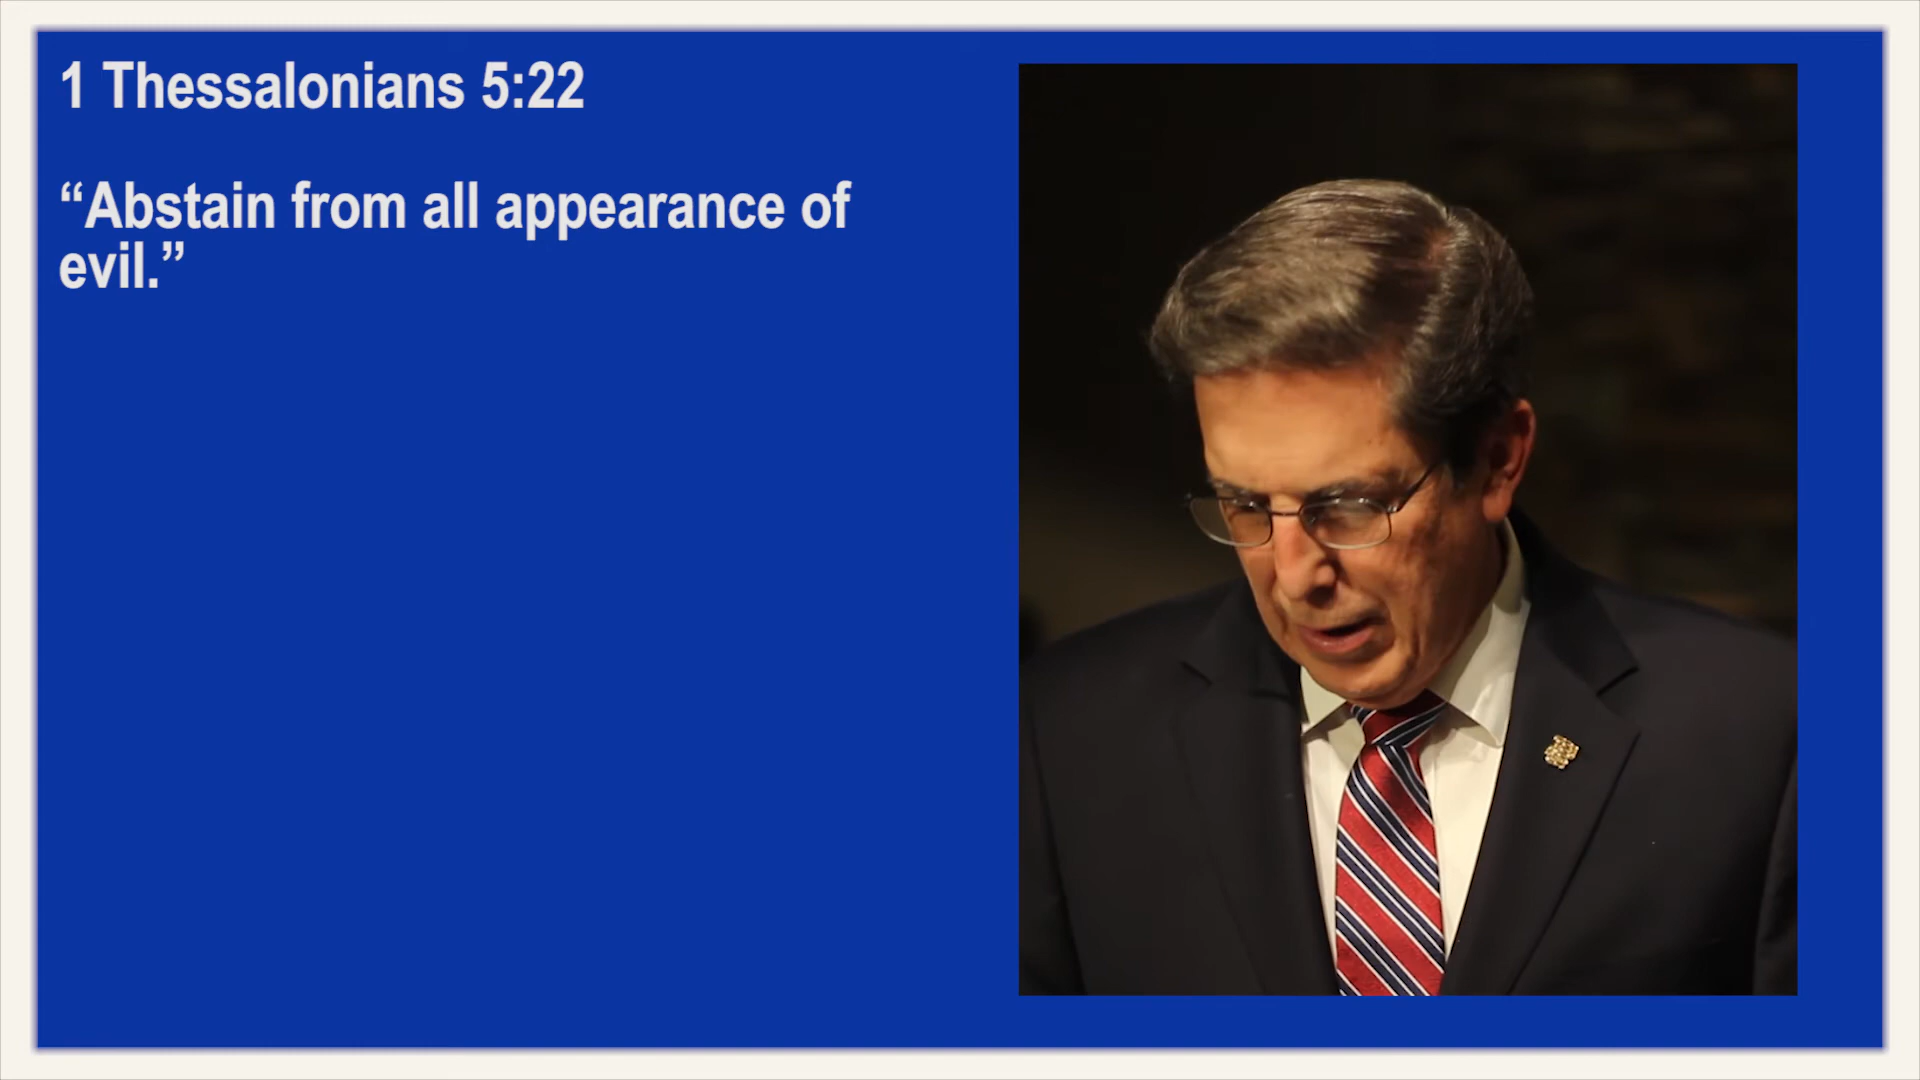 1 Thessalonians 5:22
“Abstain from all appearance of
evil.”